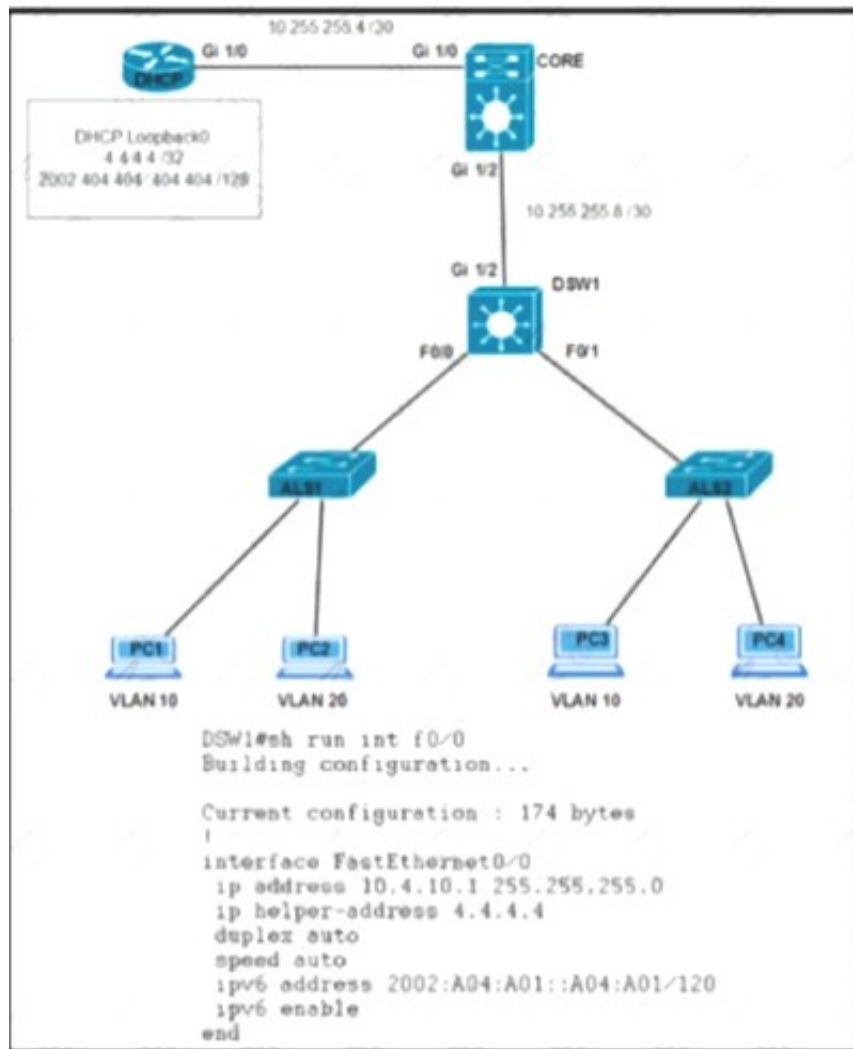 10.255.255.4 /30
Gi 1/0
Gi 1/0
CORE
DHCP
DHCP Loopback0
4.4.4.4 /32
2002:404:404::404:404 /128
Gi 1/2
10.255.255.8 /30
Gi 1/2
DSW1
F0/0
F0/1
ALS1
ALS2
PC1
PC2
PC3
PC4
VLAN 10
VLAN 20
VLAN 10
VLAN 20
DSW1#sh run int f0/0
Building configuration...
Current configuration : 174 bytes
!
interface FastEthernet0/0
ip address 10.4.10.1 255.255.255.0
ip helper-address 4.4.4.4
duplex auto
speed auto
ipv6 address 2002:A04:A01::A04:A01/120
ipv6 enable
end